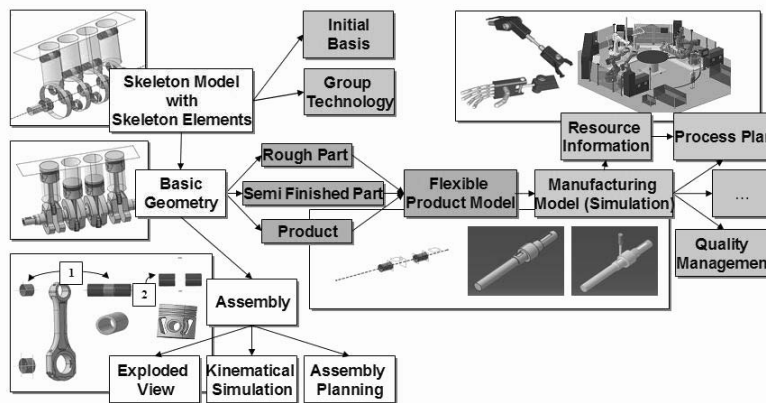 Initial
Basis
Skeleton Model
with
Skeleton Elements
Group
Technology
Resource
Information
Process Plan
Rough Part
Basic
Geometry
Semi Finished Part
Flexible
Product Model
Manufacturing
Model (Simulation)
...
Product
Quality
Management
1
2
Assembly
Exploded
View
Kinematical
Simulation
Assembly
Planning